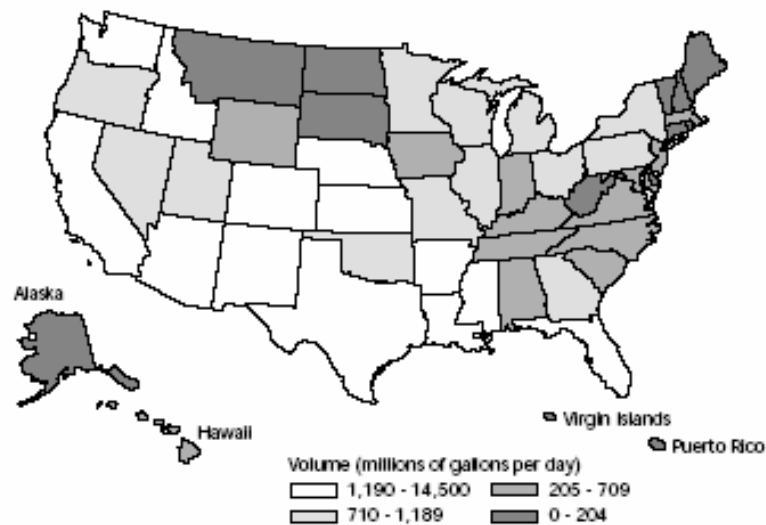 Alaska
Hawaii
Virgin Islands
Puerto Rico
Volume (millions of gallons per day)
1,190 - 14,500
205 - 709
710 - 1,189
0 - 204